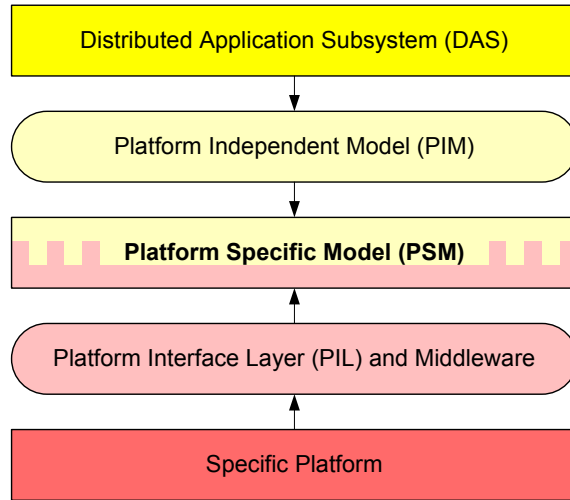 Distributed Application Subsystem (DAS)
Platform Independent Model (PIM)
Platform Specific Model (PSM)
Platform Interface Layer (PIL) and Middleware
Specific Platform